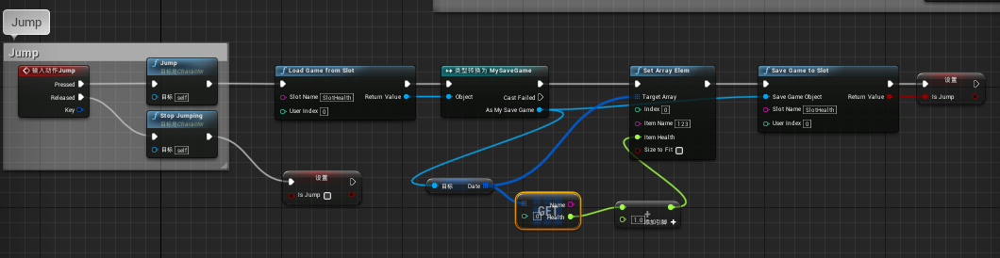 Jump
Jump
输入动作Jump
Pressed
Released
Key
Jump
目标是Character
目标 self
Stop Jumping
目标是Character
目标 self
设置
Is Jump
Load Game from Slot
Slot Name SlotHealth
User Index 0
Return Value
类型转换为 MySaveGame
Object
Cast Failed
As My Save Game
目标 Date
GET
0
Name
Health
1.0
添加引脚
Set Array Elem
Target Array
Index 0
Item Name 123
Item Health
Size to Fit
Save Game to Slot
Save Game Object
Slot Name SlotHealth
User Index 0
Return Value
设置
Is Jump